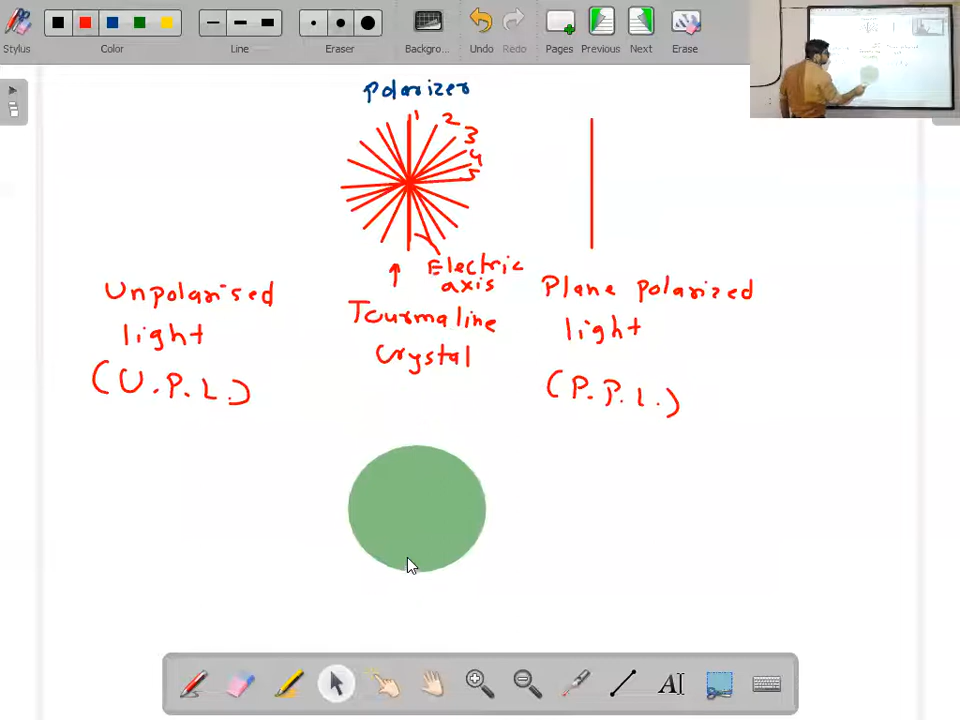 Stylus
Color
Line
Eraser
Backgro...
Undo
Redo
Pages
Previous
Next
Erase
polarizer
1
2
3
4
5
Electric
axis
Unpolarised
light
(U.P.L.)
Tourmaline
crystal
Plane polarized
light
(P.P.L.)
A